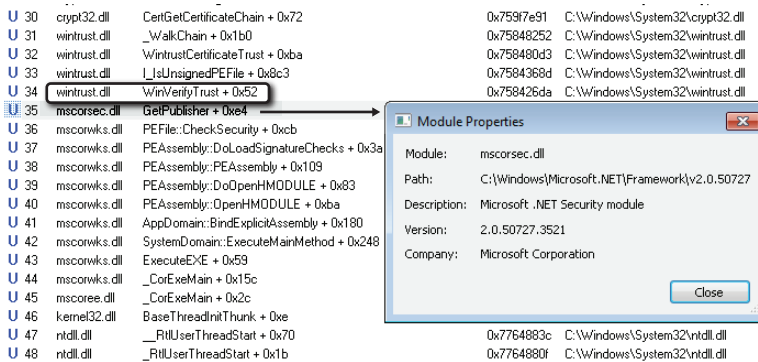 U 30 crypt32.dll CertGetCertificateChain + 0x72 0x759f7e91 C:\Windows\System32\crypt32.dll
U 31 wintrust.dll _WalkChain + 0x1b0 0x75848252 C:\Windows\System32\wintrust.dll
U 32 wintrust.dll WintrustCertificateTrust + 0xba 0x758480d3 C:\Windows\System32\wintrust.dll
U 33 wintrust.dll I_IsUnsignedPEFile + 0x8c3 0x7584368d C:\Windows\System32\wintrust.dll
U 34 wintrust.dll WinVerifyTrust + 0x52 0x758426da C:\Windows\System32\wintrust.dll
U 35 mscorsec.dll GetPublisher + 0xe4
U 36 mscorwks.dll PEFile::CheckSecurity + 0xcb
U 37 mscorwks.dll PEAssembly::DoLoadSignatureChecks + 0x3a
U 38 mscorwks.dll PEAssembly::PEAssembly + 0x109
U 39 mscorwks.dll PEAssembly::DoOpenHMODULE + 0x83
U 40 mscorwks.dll PEAssembly::OpenHMODULE + 0xba
U 41 mscorwks.dll AppDomain::BindExplicitAssembly + 0x180
U 42 mscorwks.dll SystemDomain::ExecuteMainMethod + 0x248
U 43 mscorwks.dll ExecuteEXE + 0x59
U 44 mscorwks.dll _CorExeMain + 0x15c
U 45 mscoree.dll _CorExeMain + 0x2c
U 46 kernel32.dll BaseThreadInitThunk + 0xe
U 47 ntdll.dll __RtlUserThreadStart + 0x70 0x7764883c C:\Windows\System32\ntdll.dll
U 48 ntdll.dll _RtlUserThreadStart + 0x1b 0x7764880f C:\Windows\System32\ntdll.dll
Module Properties
Module: mscorsec.dll
Path: C:\Windows\Microsoft.NET\Framework\v2.0.50727
Description: Microsoft .NET Security module
Version: 2.0.50727.3521
Company: Microsoft Corporation
Close